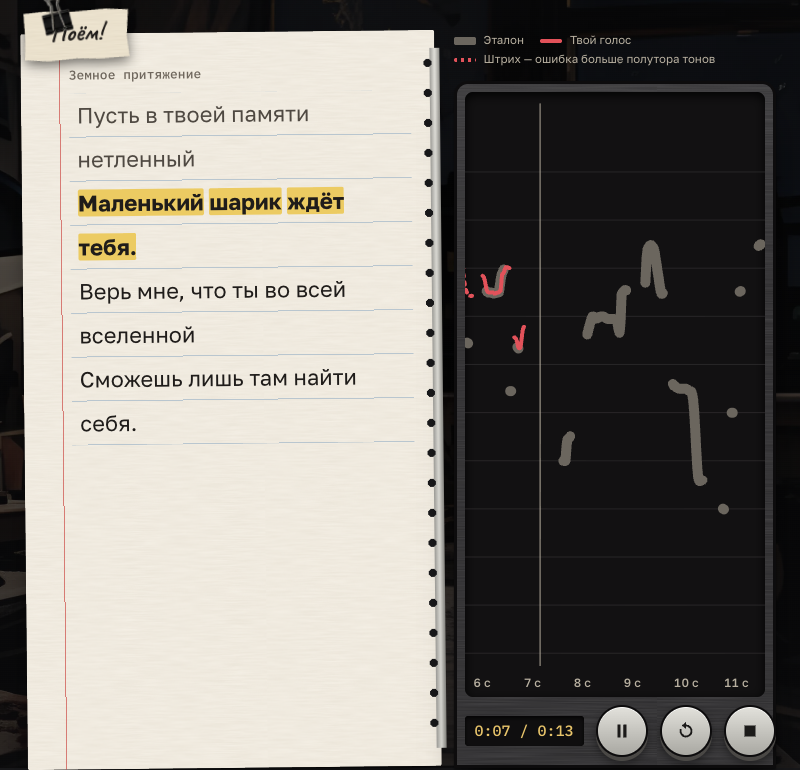 Поём!
Земное притяжение
Пусть в твоей памяти
нетленный
Маленький шарик ждёт
тебя.
Верь мне, что ты во всей
вселенной
Сможешь лишь там найти
себя.
Эталон Твой голос
Штрих — ошибка больше полутора тонов
6 с 7 с 8 с 9 с 10 с 11 с
0:07 / 0:13